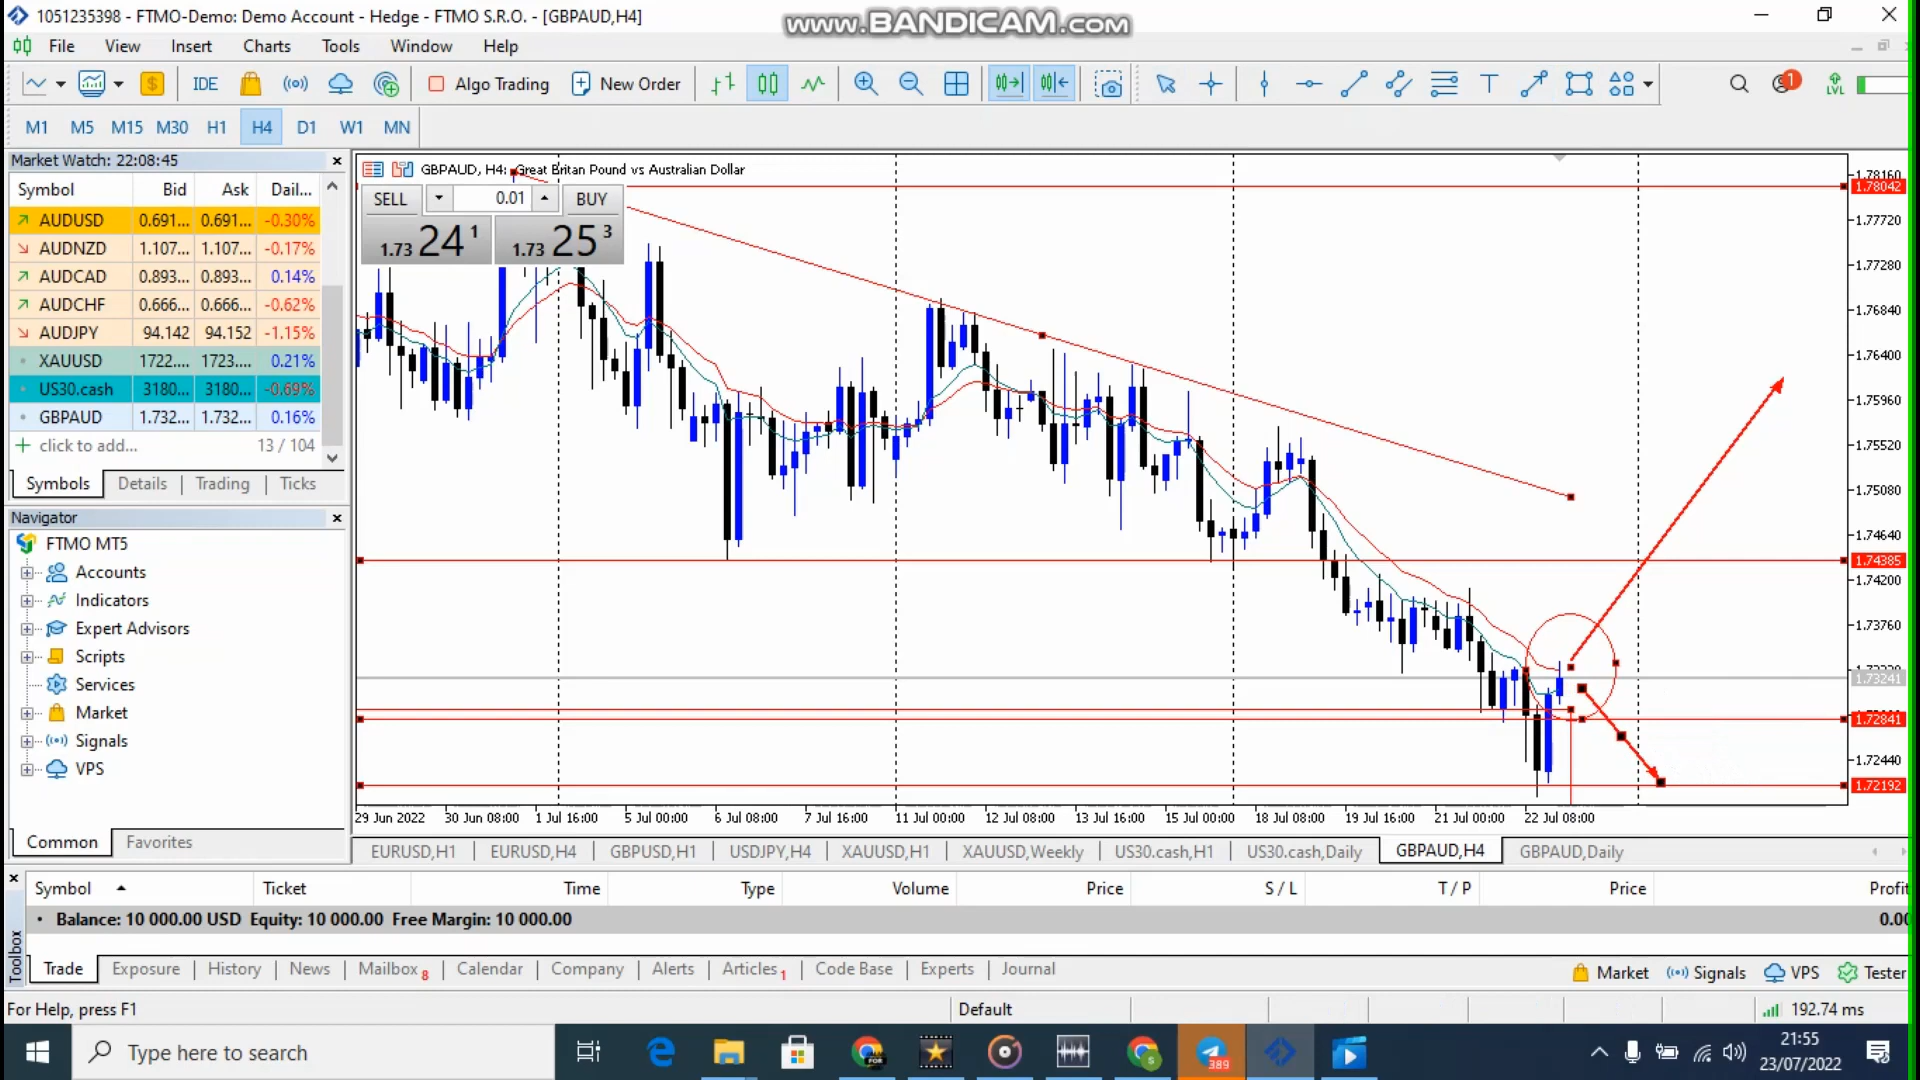 1051235398 - FTMO-Demo: Demo Account - Hedge - FTMO S.R.O. - [GBPAUD,H4]
www.BANDICAM.com
File View Insert Charts Tools Window Help
IDE Algo Trading New Order 1 LVL
M1 M5 M15 M30 H1 H4 D1 W1 MN
Market Watch: 22:08:45
Symbol Bid Ask Dail...
AUDUSD 0.691... 0.691... -0.30%
AUDNZD 1.107... 1.107... -0.17%
AUDCAD 0.893... 0.893... 0.14%
AUDCHF 0.666... 0.666... -0.62%
AUDJPY 94.142 94.152 -1.15%
XAUUSD 1722.... 1723.... 0.21%
US30.cash 3180... 3180... -0.69%
GBPAUD 1.732... 1.732... 0.16%
click to add... 13 / 104
Symbols Details Trading Ticks
Navigator
FTMO MT5
Accounts
Indicators
Expert Advisors
Scripts
Services
Market
Signals
VPS
Common Favorites
GBPAUD, H4: Great Britan Pound vs Australian Dollar
SELL 0.01 BUY
1.73 24 1 1.73 25 3
1.78160
1.78042
1.77720
1.77280
1.76840
1.76400
1.75960
1.75520
1.75080
1.74640
1.74385
1.74200
1.73760
1.73241
1.72841
1.72440
1.72192
29 Jun 2022 30 Jun 08:00 1 Jul 16:00 5 Jul 00:00 6 Jul 08:00 7 Jul 16:00 11 Jul 00:00 12 Jul 08:00 13 Jul 16:00 15 Jul 00:00 18 Jul 08:00 19 Jul 16:00 21 Jul 00:00 22 Jul 08:00
EURUSD,H1 EURUSD,H4 GBPUSD,H1 USDJPY,H4 XAUUSD,H1 XAUUSD,Weekly US30.cash,H1 US30.cash,Daily GBPAUD,H4 GBPAUD,Daily
Symbol Ticket Time Type Volume Price S / L T / P Price Profit
Balance: 10 000.00 USD Equity: 10 000.00 Free Margin: 10 000.00 0.00
Toolbox
Trade Exposure History News Mailbox 8 Calendar Company Alerts Articles 1 Code Base Experts Journal Market Signals VPS Tester
For Help, press F1 Default 192.74 ms
Type here to search 389 21:55
23/07/2022